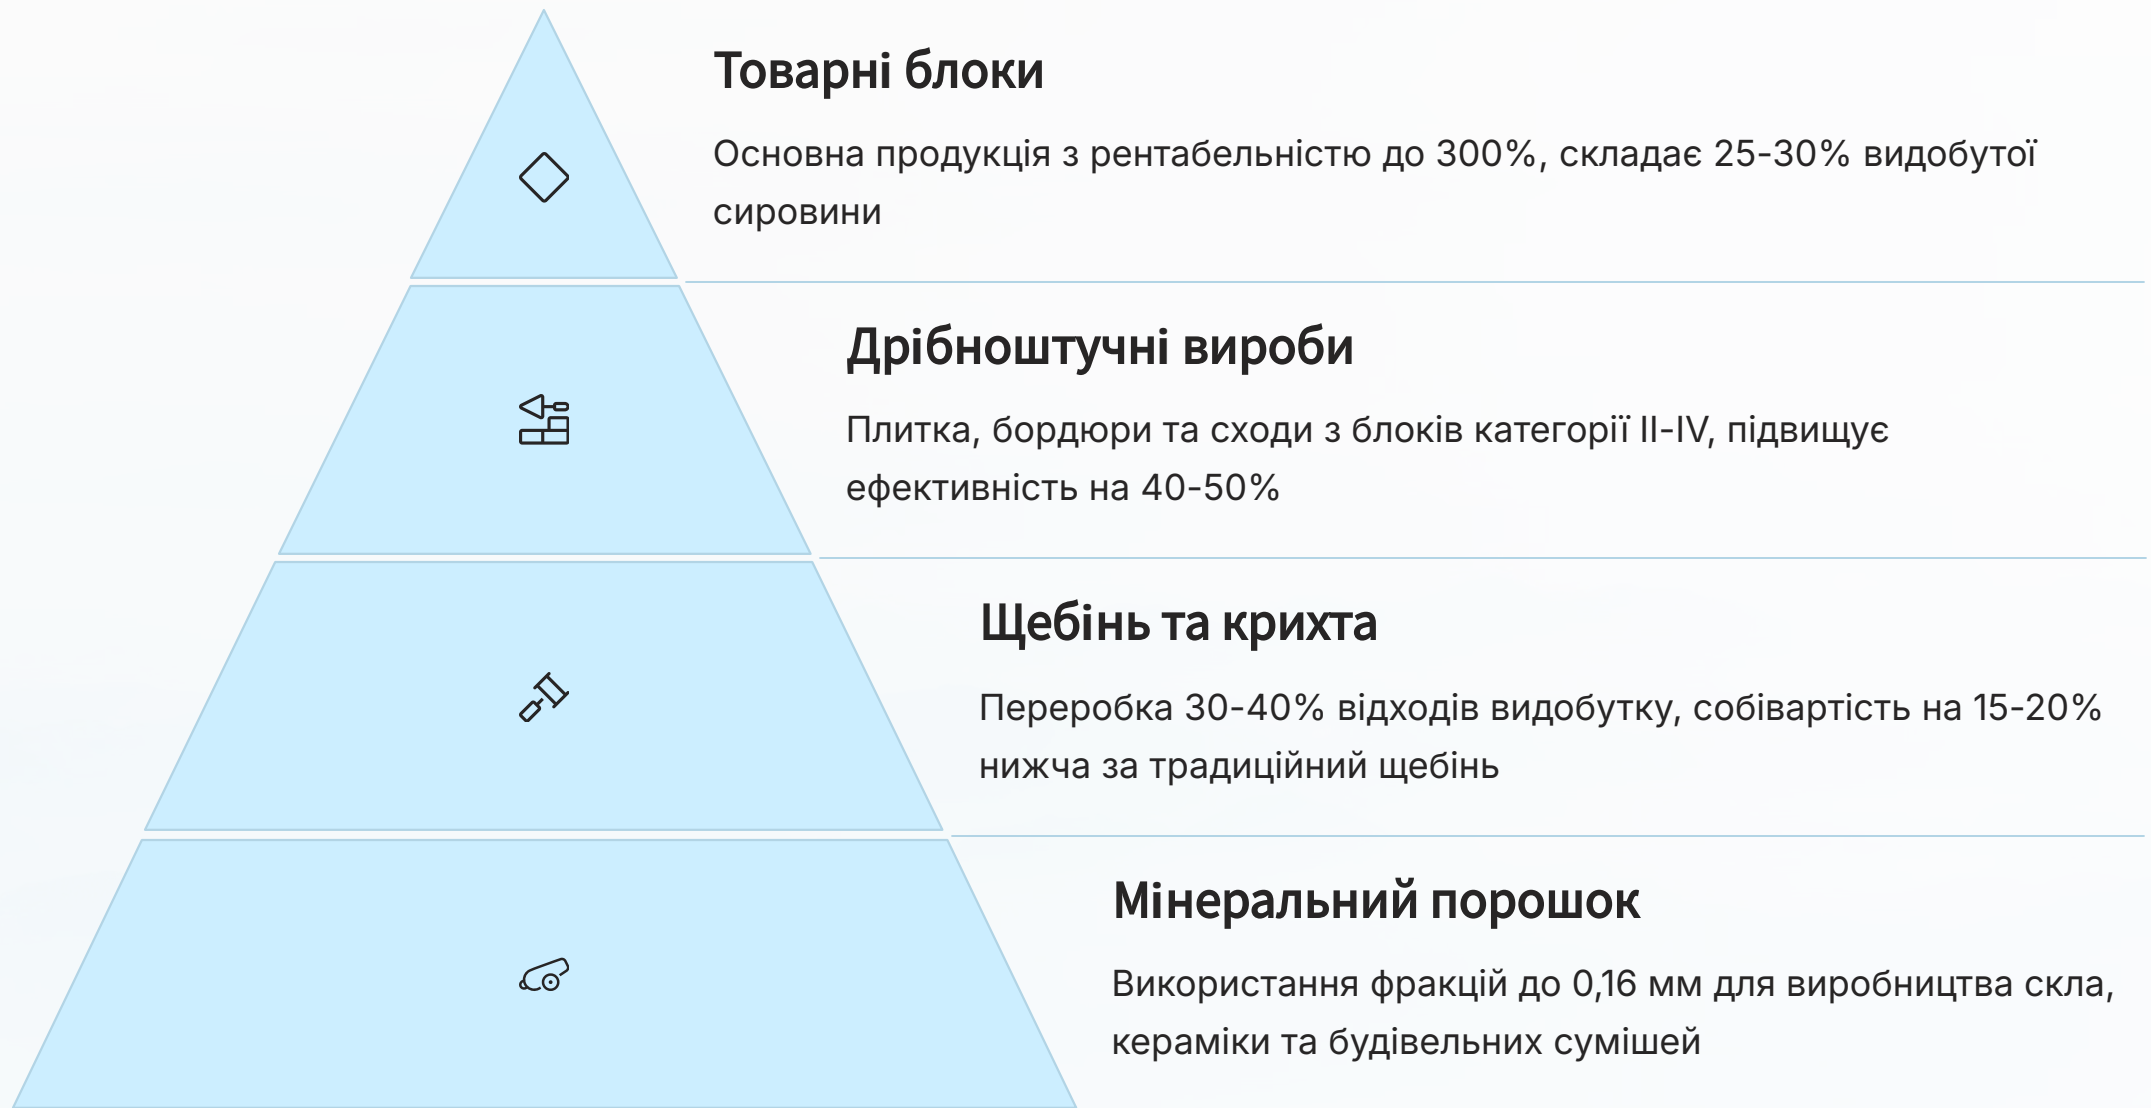 Товарні блоки
Основна продукція з рентабельністю до 300%, складає 25-30% видобутої
сировини
Дрібноштучні вироби
Плитка, бордюри та сходи з блоків категорії II-IV, підвищує
ефективність на 40-50%
Щебінь та крихта
Переробка 30-40% відходів видобутку, собівартість на 15-20%
нижча за традиційний щебінь
Мінеральний порошок
Використання фракцій до 0,16 мм для виробництва скла,
кераміки та будівельних сумішей